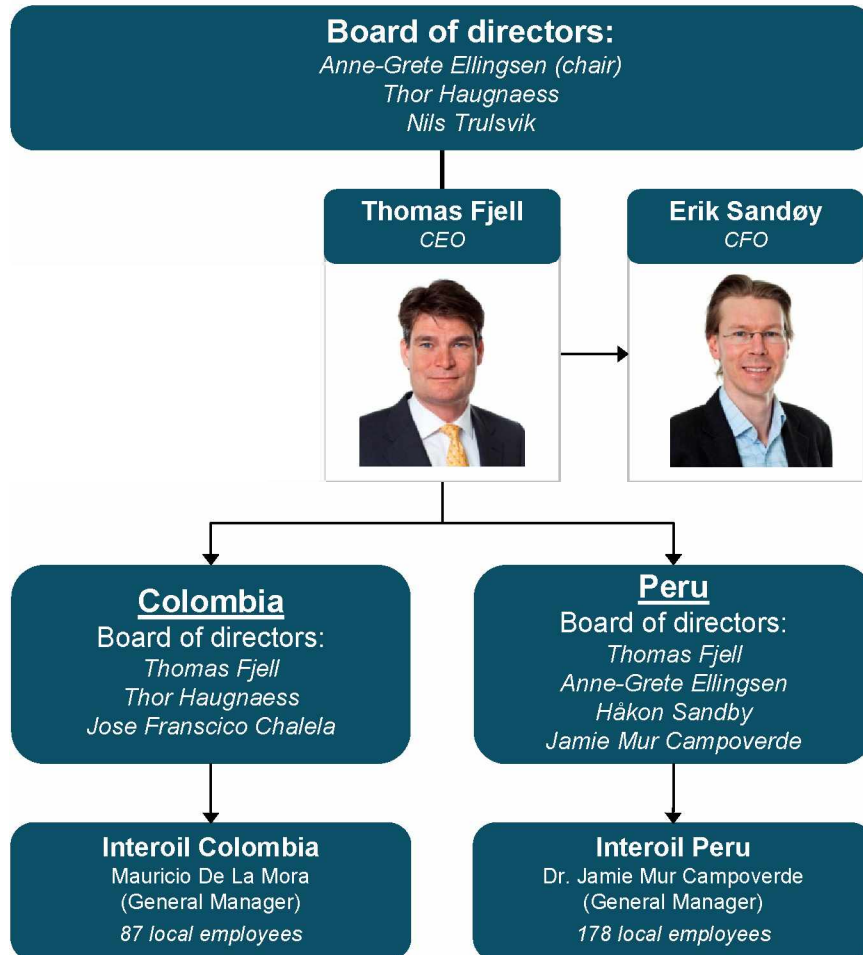 Board of directors:
Anne-Grete Ellingsen (chair)
Thor Haugnaess
Nils Trulsvik
Thomas Fjell
CEO
Erik Sandøy
CFO
Colombia
Board of directors:
Thomas Fjell
Thor Haugnaess
Jose Franscico Chalela
Peru
Board of directors:
Thomas Fjell
Anne-Grete Ellingsen
Håkon Sandby
Jamie Mur Campoverde
Interoil Colombia
Mauricio De La Mora
(General Manager)
87 local employees
Interoil Peru
Dr. Jamie Mur Campoverde
(General Manager)
178 local employees